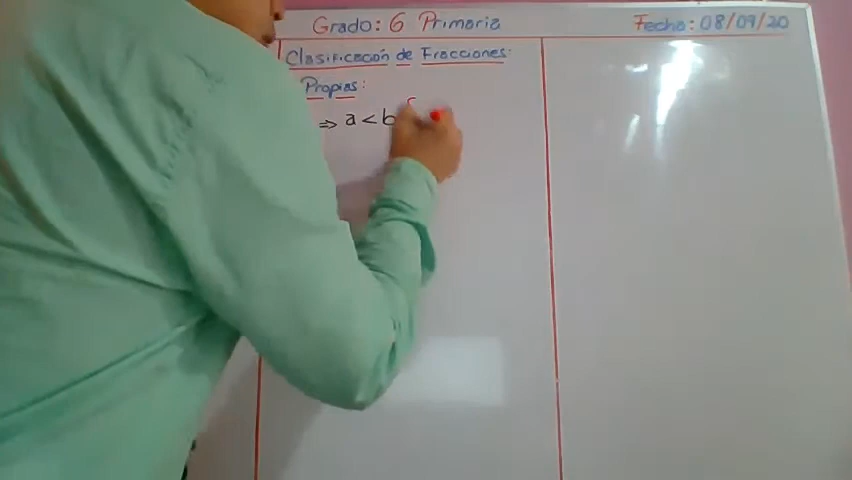 Grado: 6 Primaria
Fecha: 08/09/20
Clasificación de Fracciones:
Propias:
⇒ a < b